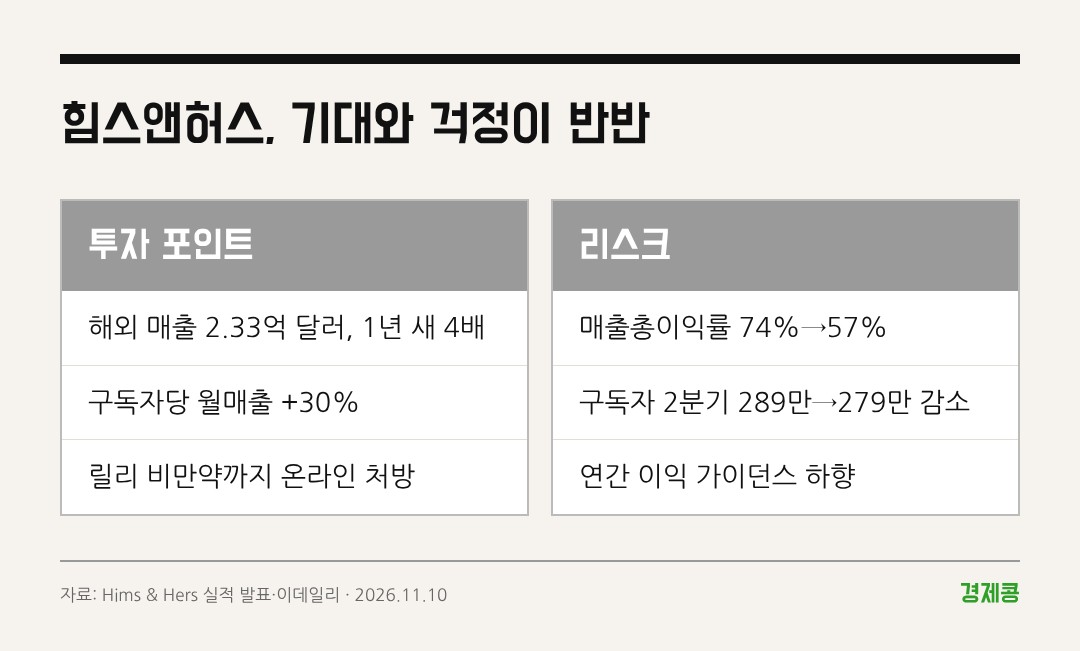 힘스앤허스, 기대와 걱정이 반반
투자 포인트
해외 매출 2.33억 달러, 1년 새 4배
구독자당 월매출 +30%
릴리 비만약까지 온라인 처방
리스크
매출총이익률 74%→57%
구독자 2분기 289만→279만 감소
연간 이익 가이던스 하향
자료: Hims & Hers 실적 발표·이데일리 · 2026.11.10
경제콩